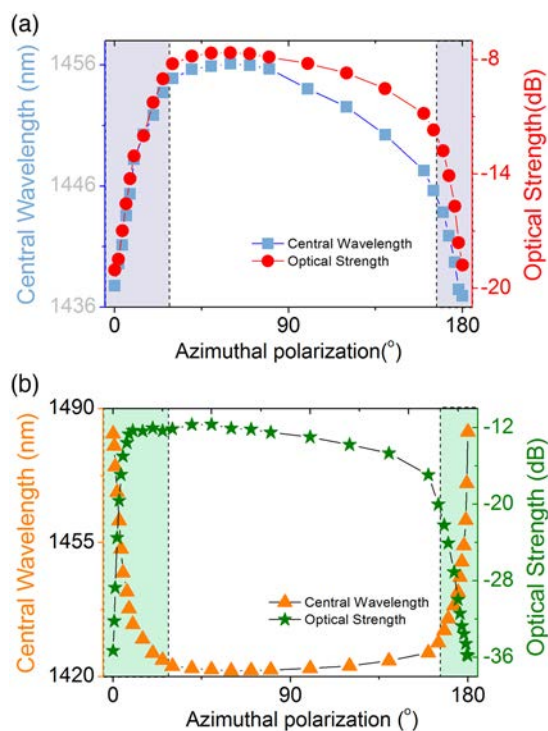 (a)
Central Wavelength (nm)
1456
1446
1436
Optical Strength(dB)
-8
-14
-20
Central Wavelength
Optical Strength
0
90
180
Azimuthal polarization(°)
(b)
Central Wavelength (nm)
1490
1455
1420
Optical Strength (dB)
-12
-20
-28
-36
Central Wavelength
Optical Strength
0
90
180
Azimuthal polarization (°)